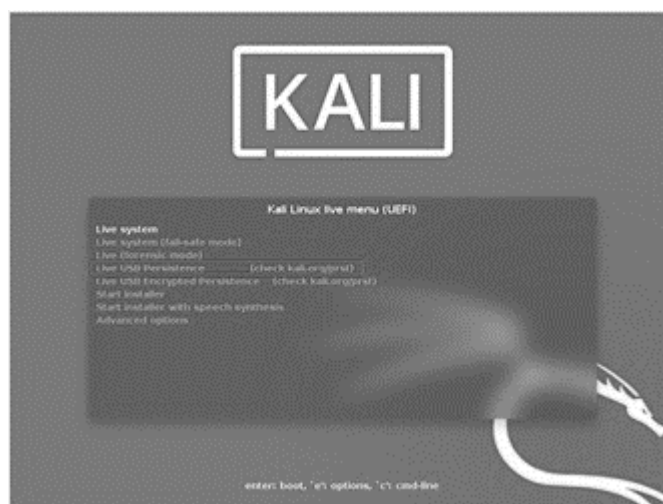 KALI
Kali Linux live menu (UEFI)
Live system
Live system (fail-safe mode)
Live (forensic mode)
Live USB Persistence (check kali.org/prst)
Live USB Encrypted Persistence (check kali.org/prst)
Start installer
Start installer with speech synthesis
Advanced options
enter: boot, `e': options, `c': cmd-line